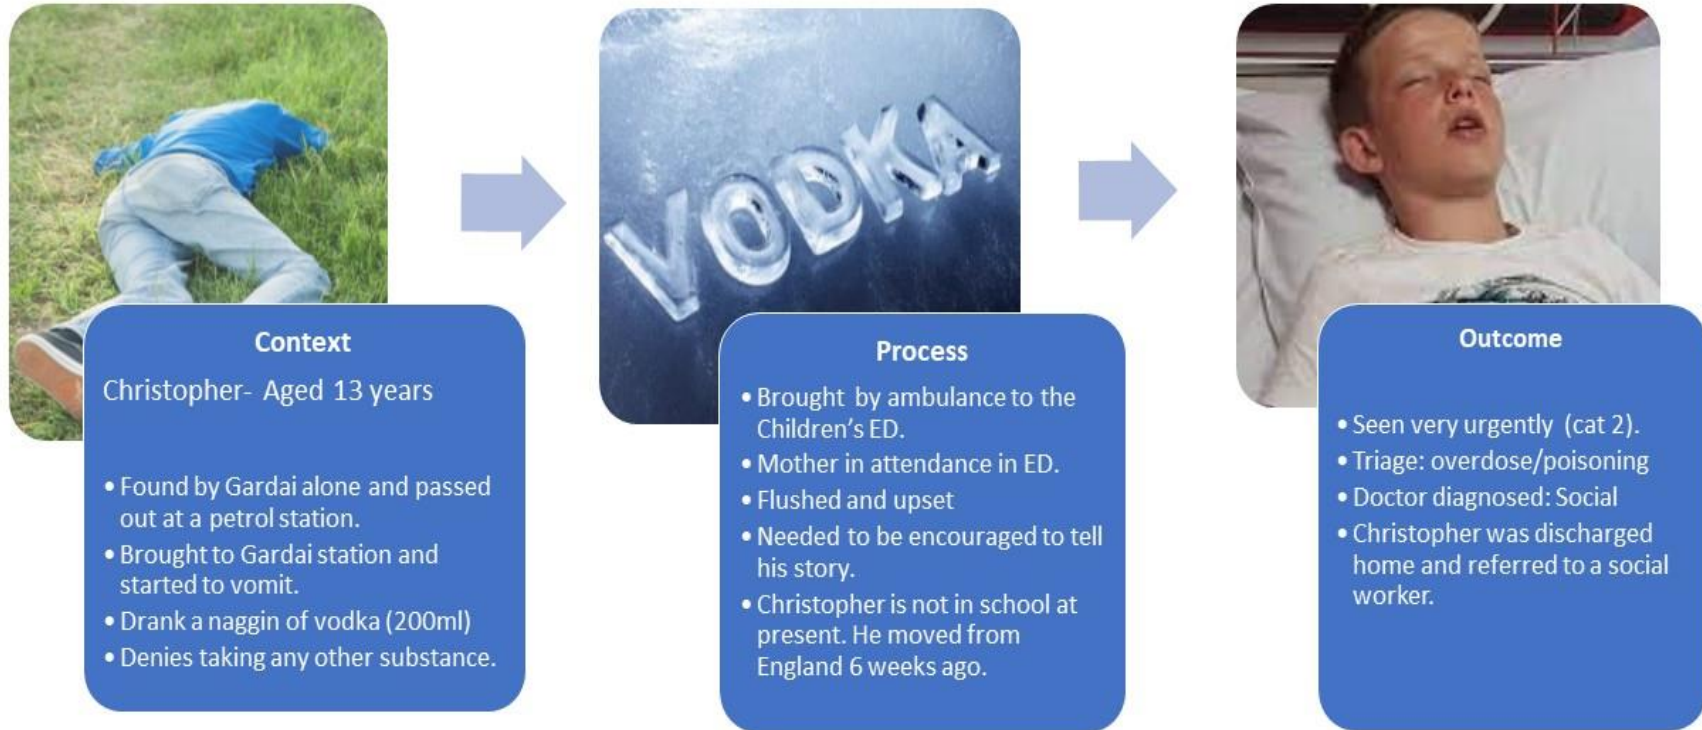 VODKA
Context
Christopher- Aged 13 years
• Found by Gardai alone and passed
out at a petrol station.
• Brought to Gardai station and
started to vomit.
• Drank a naggin of vodka (200ml)
• Denies taking any other substance.
Process
• Brought by ambulance to the
Children's ED.
• Mother in attendance in ED.
• Flushed and upset
• Needed to be encouraged to tell
his story.
• Christopher is not in school at
present. He moved from
England 6 weeks ago.
Outcome
• Seen very urgently (cat 2).
• Triage: overdose/poisoning
• Doctor diagnosed: Social
• Christopher was discharged
home and referred to a social
worker.